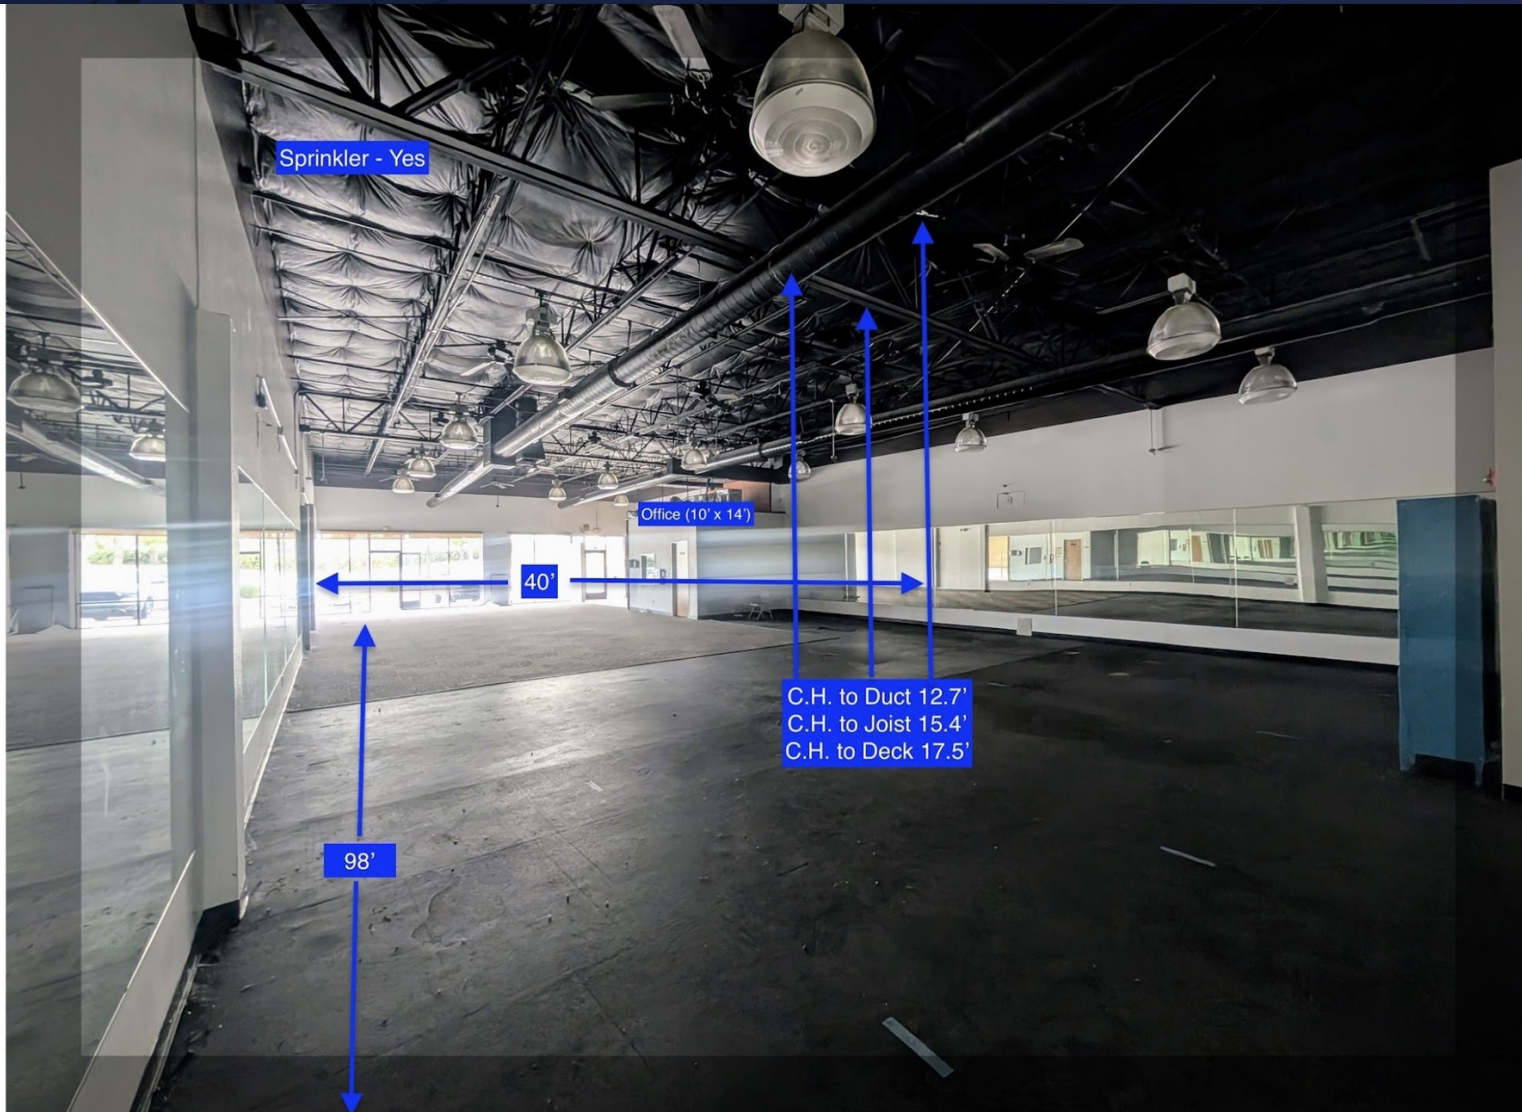 Sprinkler - Yes
Office (10' x 14')
40'
C.H. to Duct 12.7'
C.H. to Joist 15.4'
C.H. to Deck 17.5'
98'